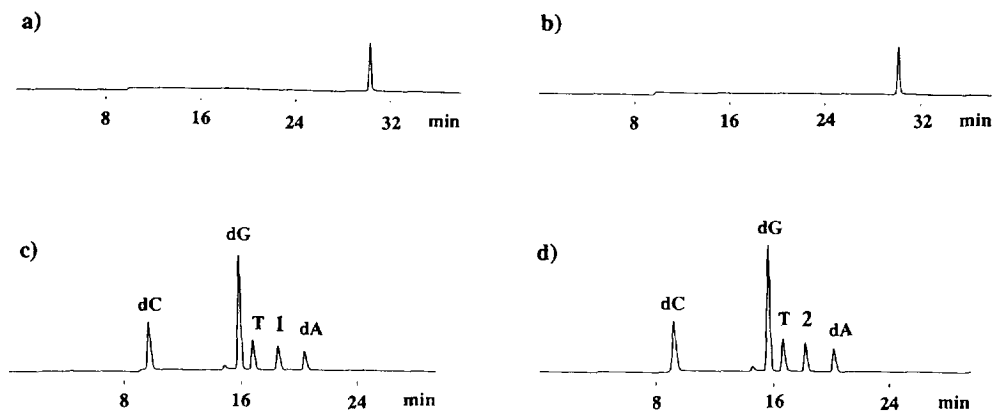 a)
8 16 24 32 min
b)
8 16 24 32 min
c)
dC dG T 1 dA
8 16 24 min
d)
dC dG T 2 dA
8 16 24 min